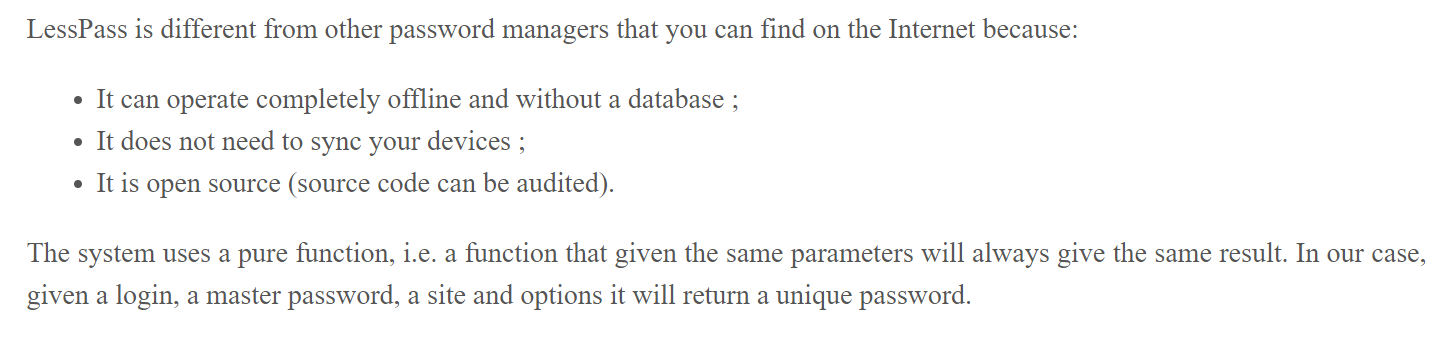 LessPass is different from other password managers that you can find on the Internet because:
• It can operate completely offline and without a database ;
• It does not need to sync your devices ;
• It is open source (source code can be audited).
The system uses a pure function, i.e. a function that given the same parameters will always give the same result. In our case,
given a login, a master password, a site and options it will return a unique password.